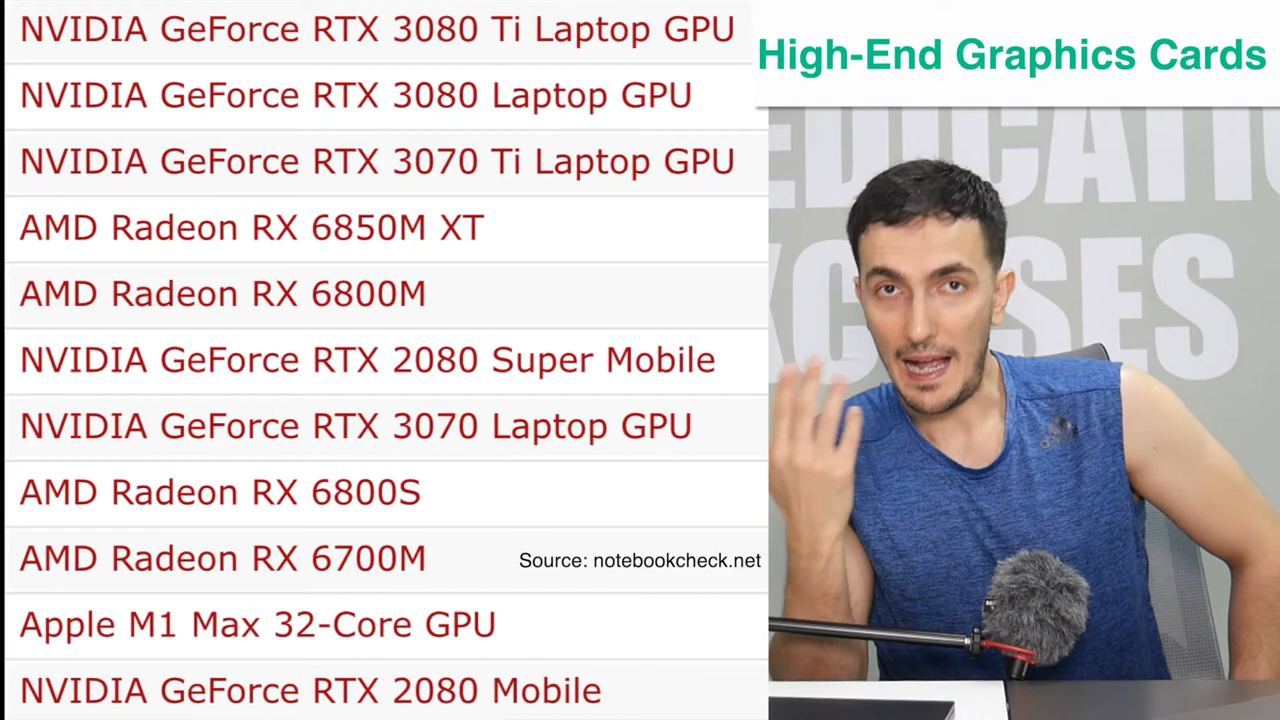 NVIDIA GeForce RTX 3080 Ti Laptop GPU
NVIDIA GeForce RTX 3080 Laptop GPU
NVIDIA GeForce RTX 3070 Ti Laptop GPU
AMD Radeon RX 6850M XT
AMD Radeon RX 6800M
NVIDIA GeForce RTX 2080 Super Mobile
NVIDIA GeForce RTX 3070 Laptop GPU
AMD Radeon RX 6800S
AMD Radeon RX 6700M
Source: notebookcheck.net
Apple M1 Max 32-Core GPU
NVIDIA GeForce RTX 2080 Mobile
High-End Graphics Cards
adidas